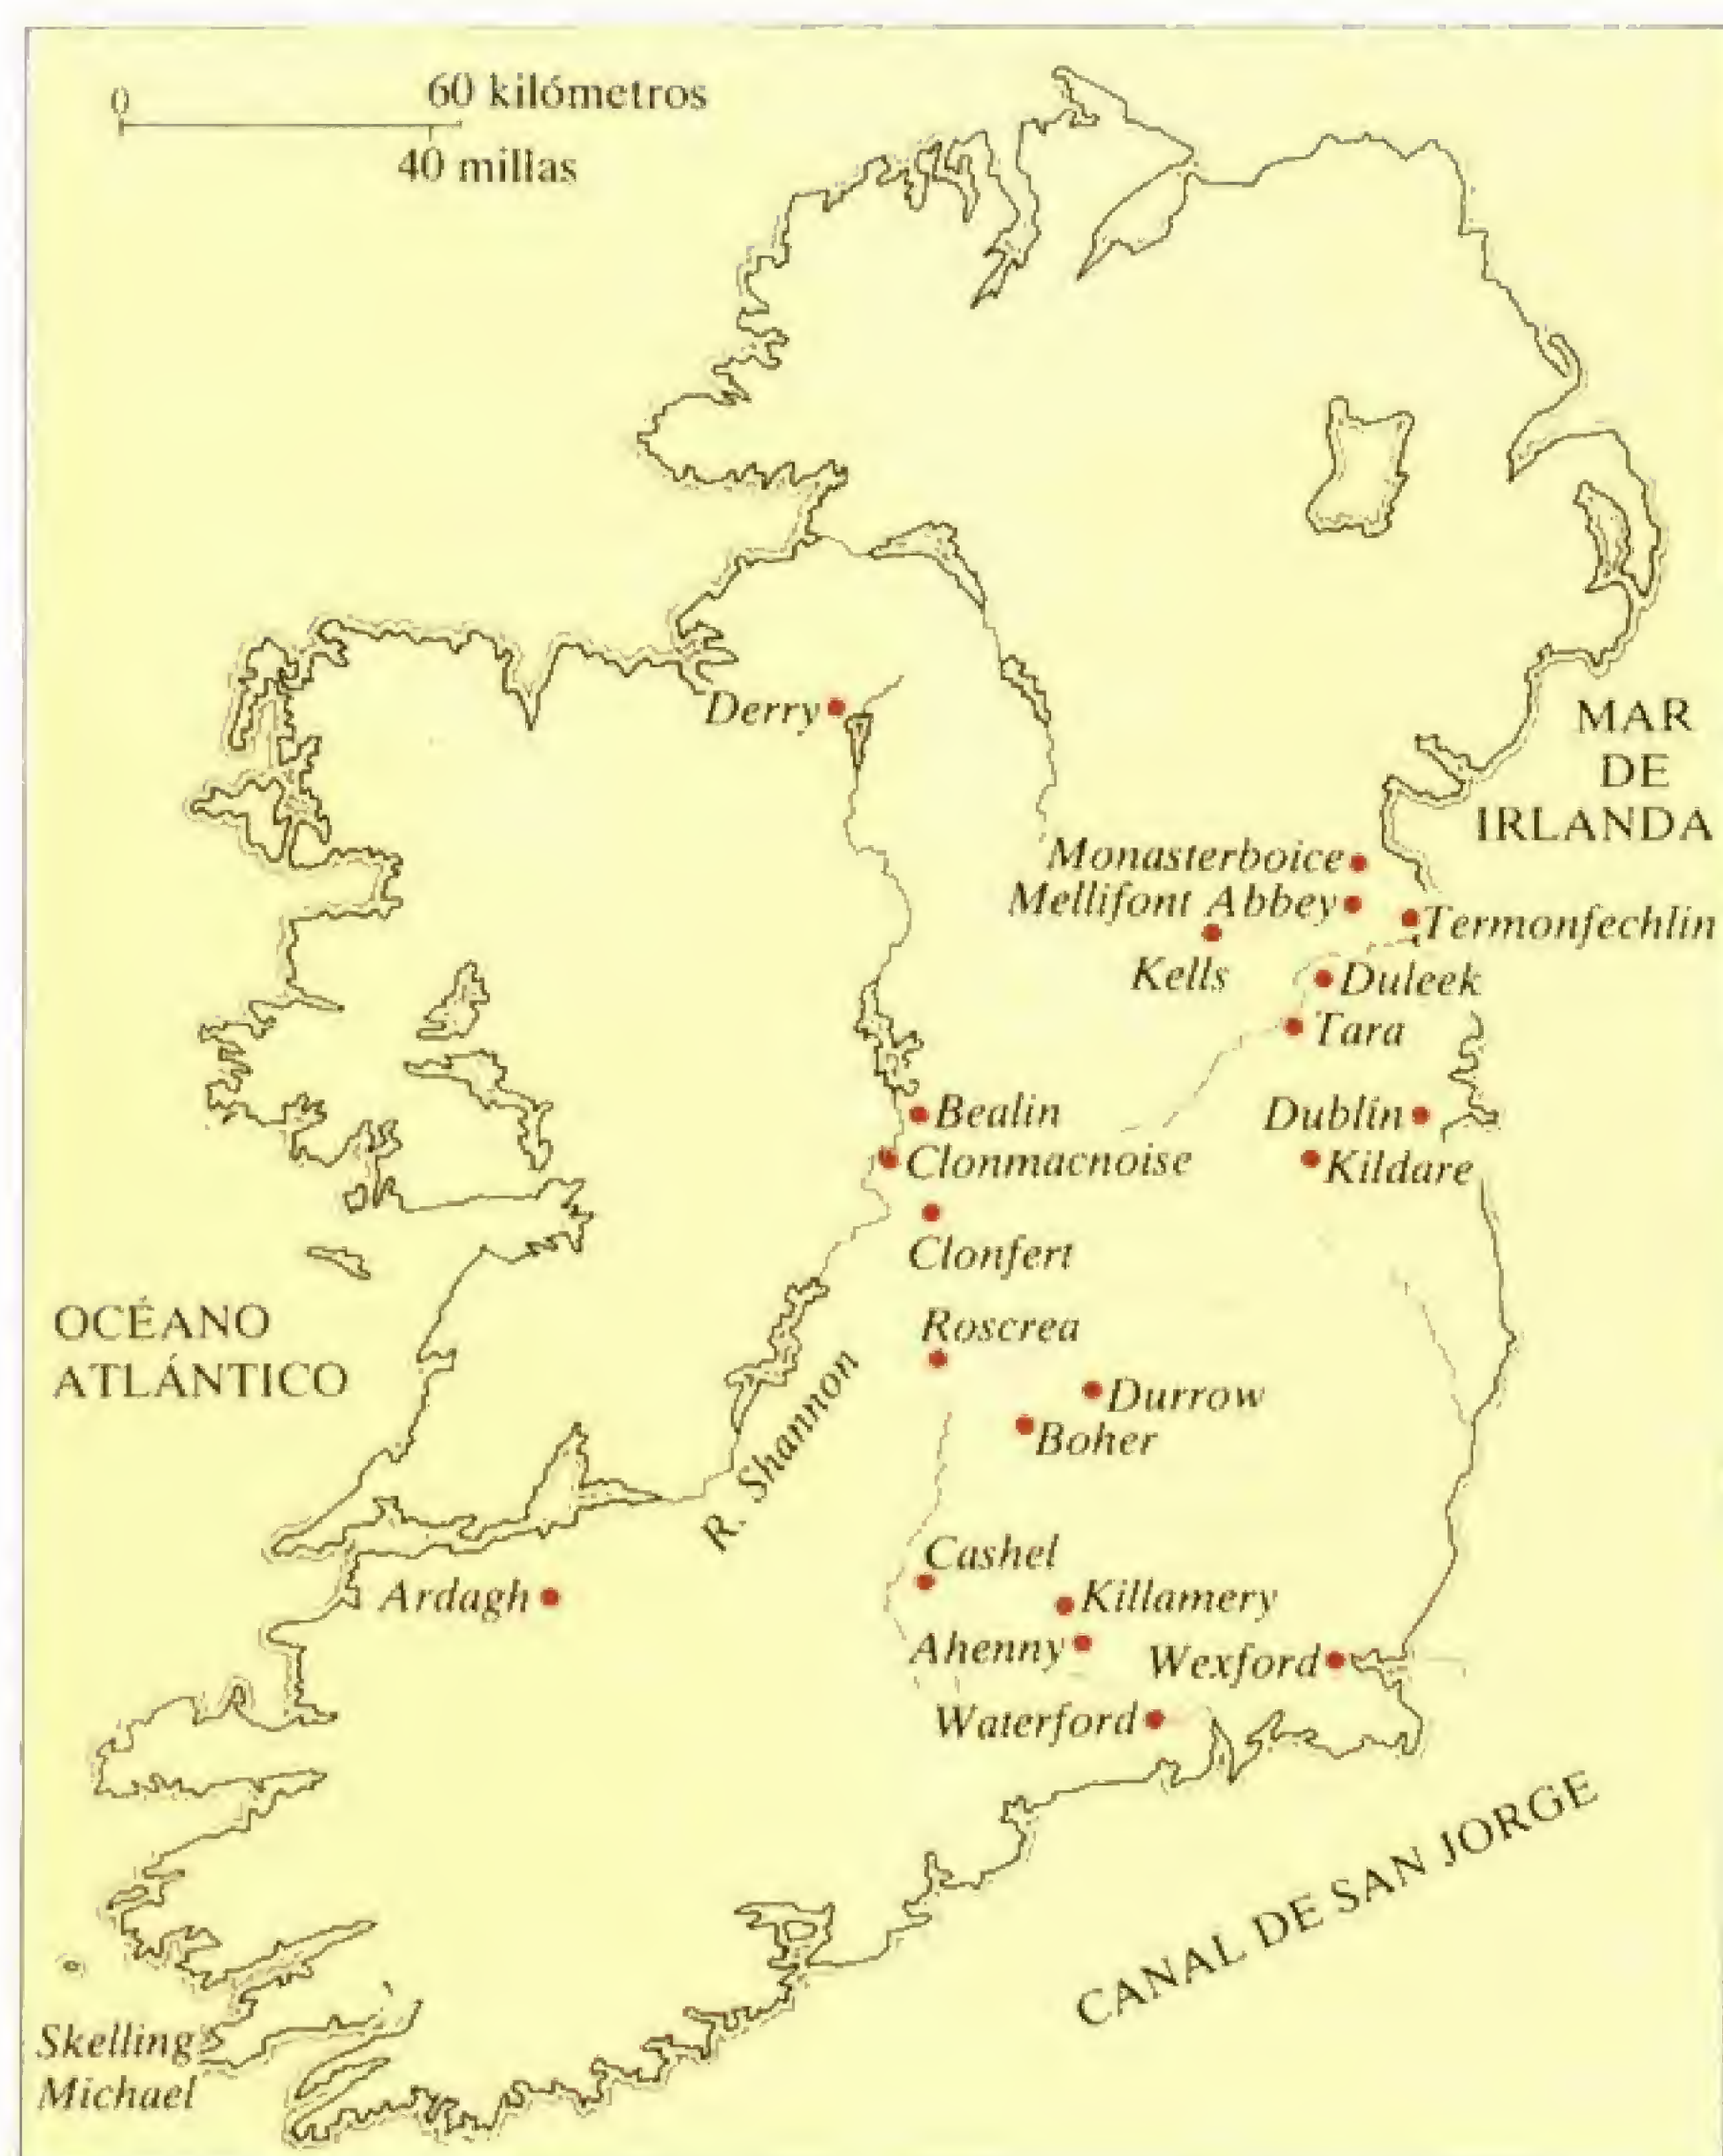 0
60 kilómetros
40 millas
Derry
MAR
DE
IRLANDA
Monasterboice
Mellifont Abbey
Termonfechlin
Kells
Duleek
Tara
Bealin
Dublín
Clonmacnoise
Kildare
Clonfert
OCÉANO
ATLÁNTICO
Roscrea
R. Shannon
Durrow
Boher
Cashel
Ardagh
Killamery
Ahenny
Wexford
Waterford
CANAL DE SAN JORGE
Skelling
Michael